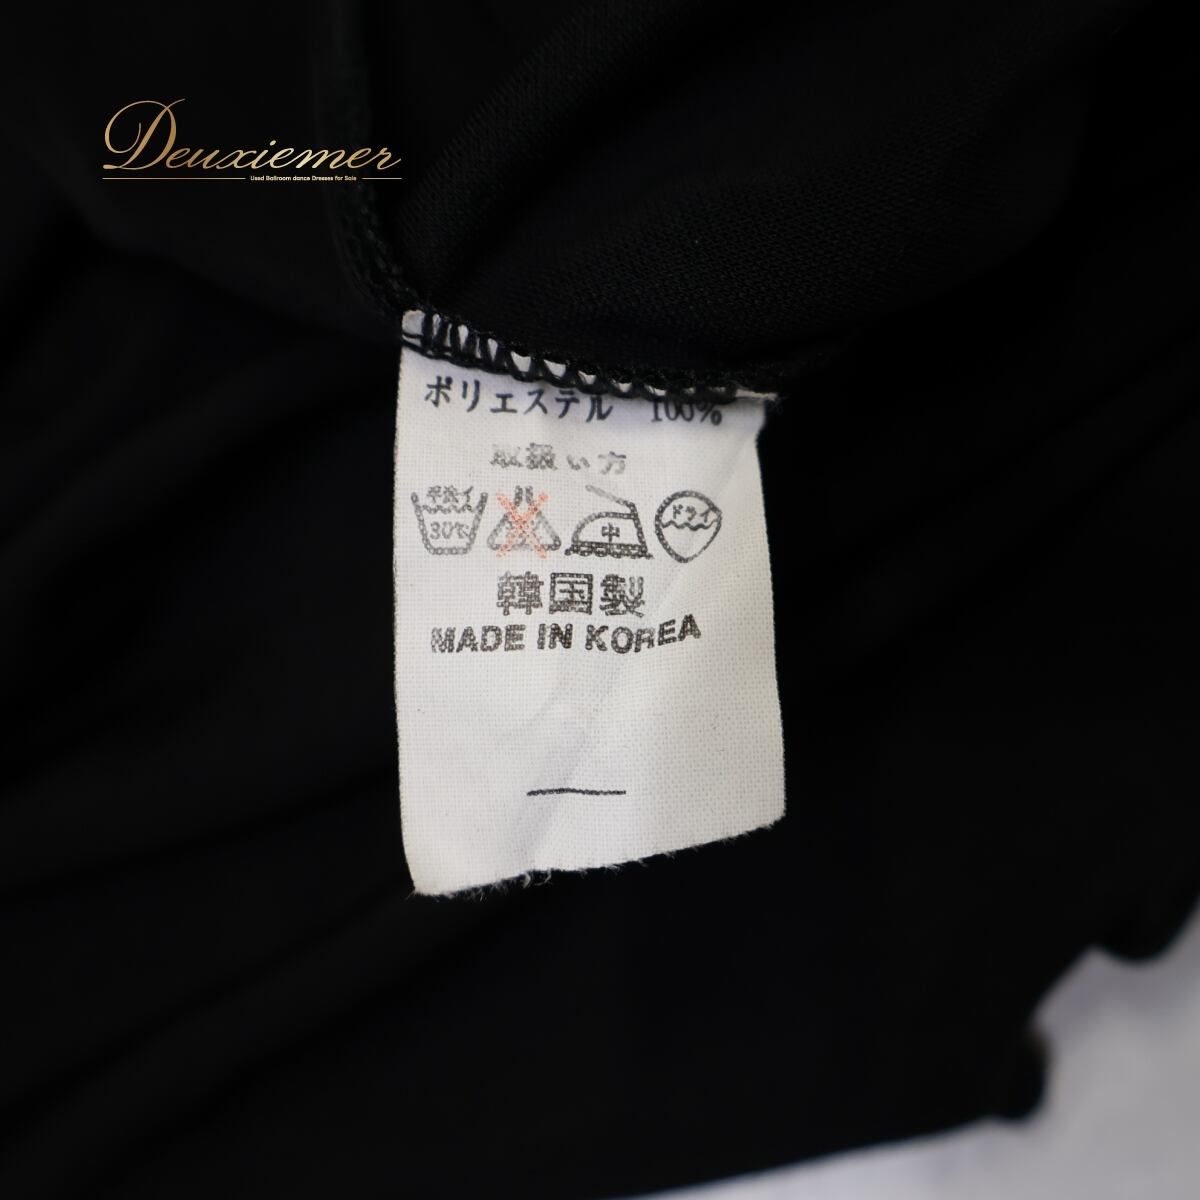 Deuxiemer
Used Ballroom dance Dresses for Sale
ポリエステル 100%
取扱い方
手洗イ
30℃
中
ドライ
韓国製
MADE IN KOREA